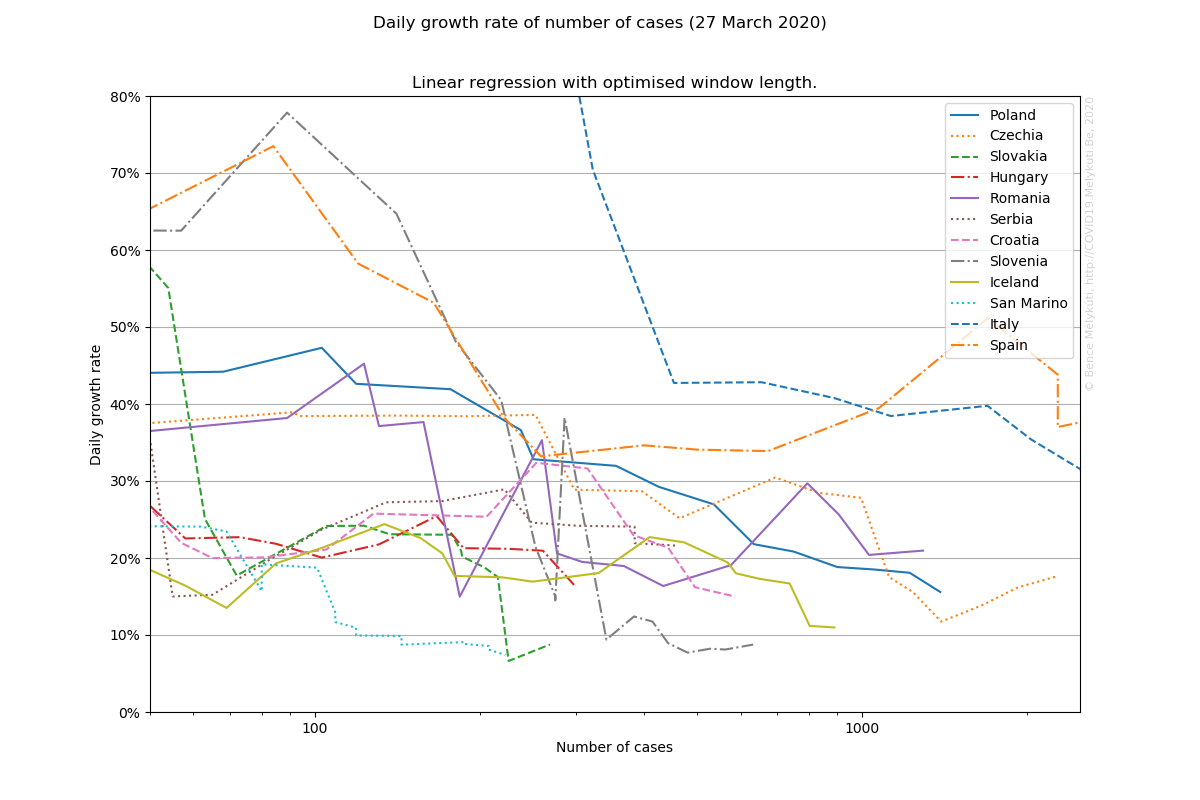 Daily growth rate of number of cases (27 March 2020)
Linear regression with optimised window length.
80%
70%
60%
50%
40%
30%
20%
10%
0%
Daily growth rate
100
1000
Number of cases
Poland
Czechia
Slovakia
Hungary
Romania
Serbia
Croatia
Slovenia
Iceland
San Marino
Italy
Spain
© Bence Mélykúti, http://COVID19.Melykuti.Be, 2020